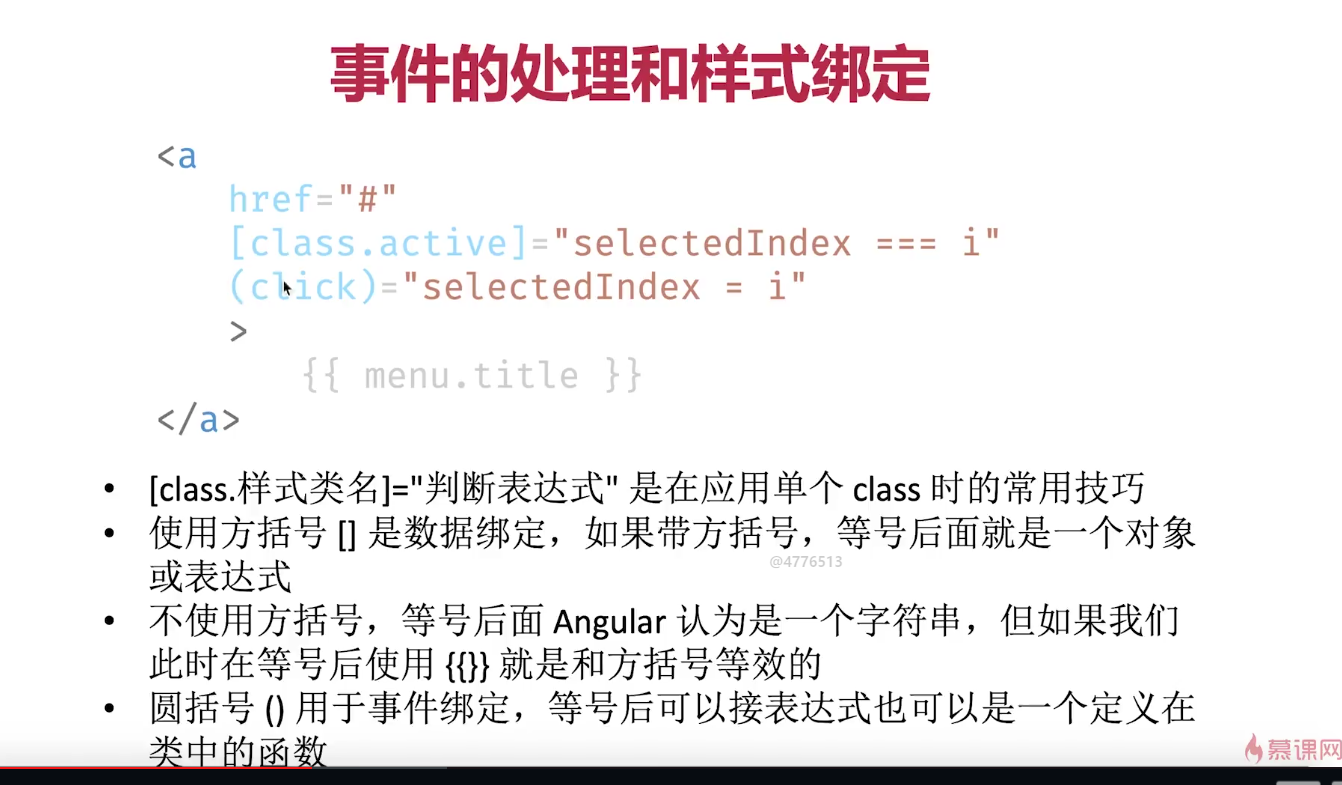 事件的处理和样式绑定
<a
href="#"
[class.active]="selectedIndex === i"
(click)="selectedIndex = i"
>
{{ menu.title }}
</a>
• [class.样式类名]="判断表达式" 是在应用单个 class 时的常用技巧
• 使用方括号 [] 是数据绑定，如果带方括号，等号后面就是一个对象
或表达式
@4776513
• 不使用方括号，等号后面 Angular 认为是一个字符串，但如果我们
此时在等号后使用 {{}} 就是和方括号等效的
• 圆括号 () 用于事件绑定，等号后可以接表达式也可以是一个定义在
类中的函数
慕课网